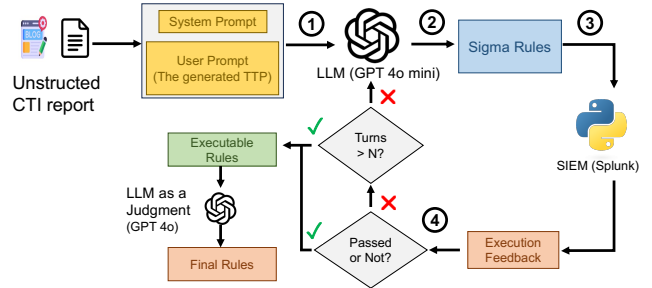 System Prompt
User Prompt
(The generated TTP)
BLOG
Unstructed
CTI report
1
LLM (GPT 4o mini)
2
Sigma Rules
3
SIEM (Splunk)
Turns
> N?
Executable
Rules
LLM as a
Judgment
(GPT 4o)
Final Rules
Passed
or Not?
4
Execution
Feedback